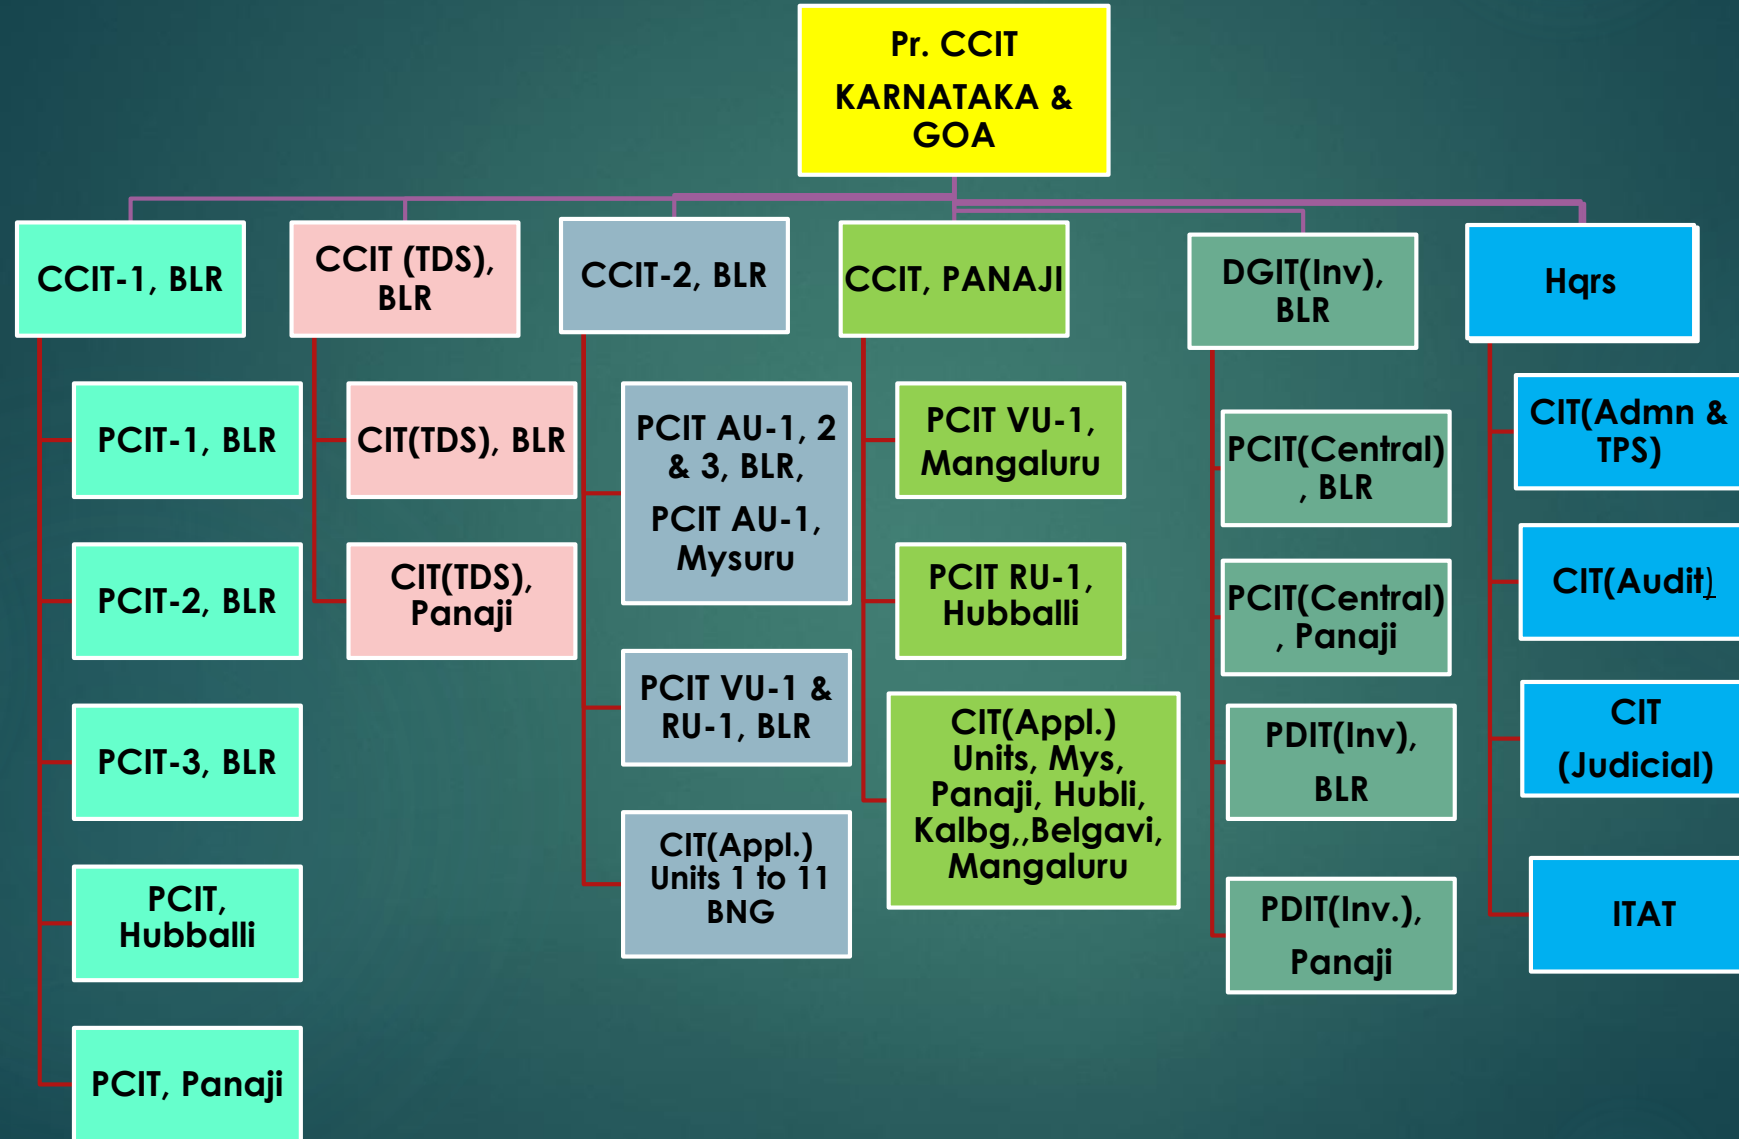 Pr. CCIT
KARNATAKA &
GOA
CCIT-1, BLR
PCIT-1, BLR
PCIT-2, BLR
PCIT-3, BLR
PCIT,
Hubballi
PCIT, Panaji
CCIT (TDS),
BLR
CIT(TDS), BLR
CIT(TDS),
Panaji
CCIT-2, BLR
PCIT AU-1, 2
& 3, BLR,
PCIT AU-1,
Mysuru
PCIT VU-1 &
RU-1, BLR
CIT(Appl.)
Units 1 to 11
BNG
CCIT, PANAJI
PCIT VU-1,
Mangaluru
PCIT RU-1,
Hubballi
CIT(Appl.)
Units, Mys,
Panaji, Hubli,
Kalbg,,Belgavi,
Mangaluru
DGIT(Inv),
BLR
PCIT(Central)
, BLR
PCIT(Central)
, Panaji
PDIT(Inv),
BLR
PDIT(Inv.),
Panaji
Hqrs
CIT(Admn &
TPS)
CIT(Audit)
CIT
(Judicial)
ITAT